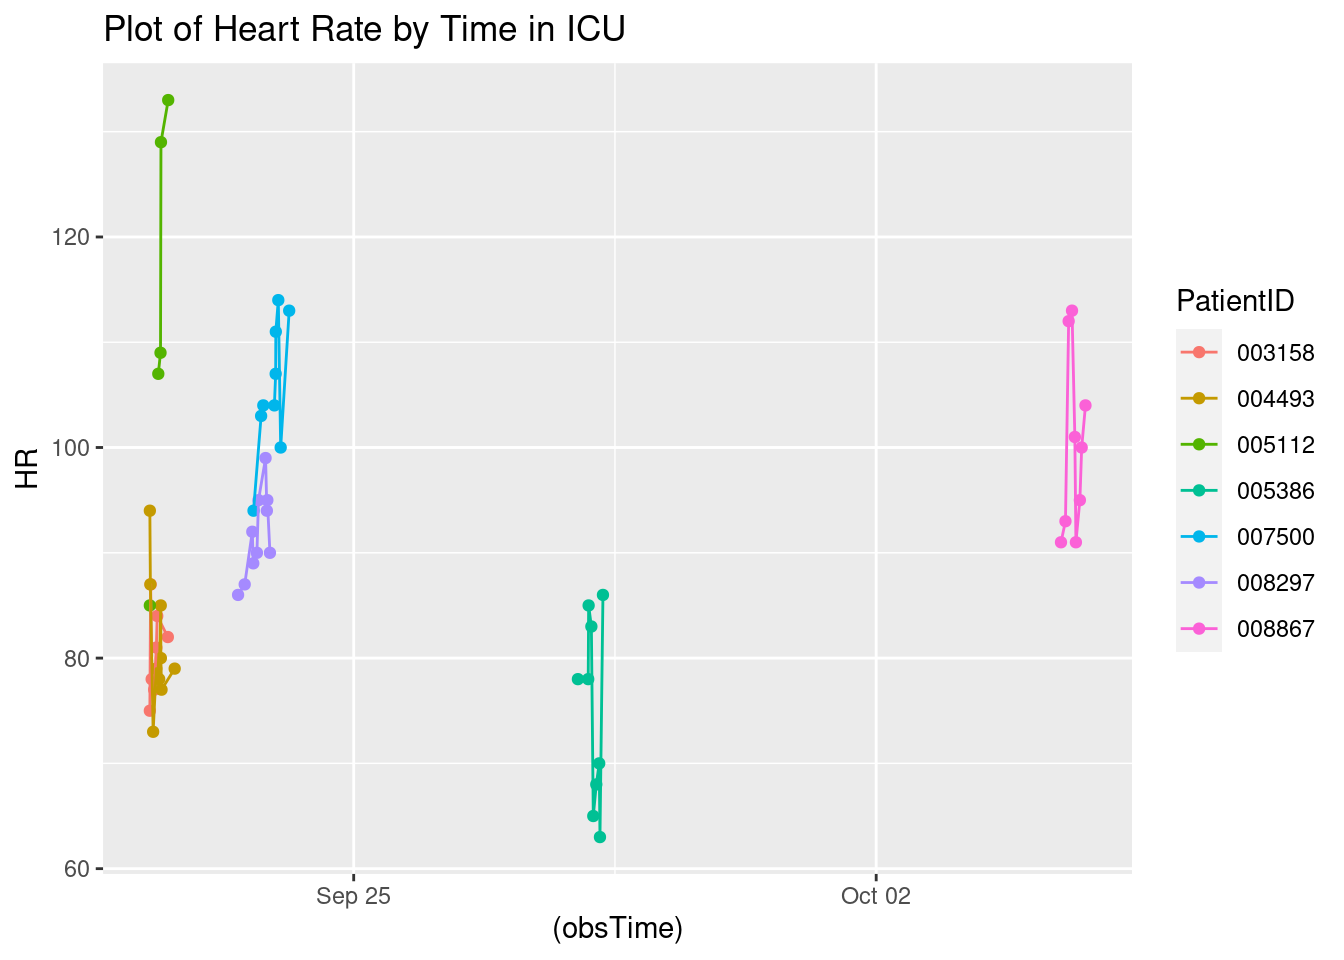 Plot of Heart Rate by Time in ICU
120
100
80
60
HR
Sep 25
Oct 02
(obsTime)
PatientID
003158
004493
005112
005386
007500
008297
008867